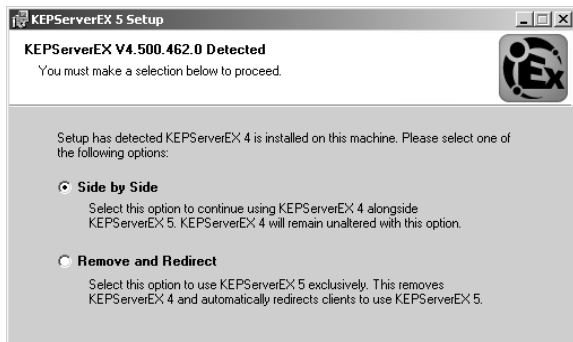 KEPServerEX 5 Setup
KEPServerEX V4.500.462.0 Detected
You must make a selection below to proceed.
Ex
Setup has detected KEPServerEX 4 is installed on this machine. Please select one of
the following options:
Side by Side
Select this option to continue using KEPServerEX 4 alongside
KEPServerEX 5. KEPServerEX 4 will remain unaltered with this option.
Remove and Redirect
Select this option to use KEPServerEX 5 exclusively. This removes
KEPServerEX 4 and automatically redirects clients to use KEPServerEX 5.